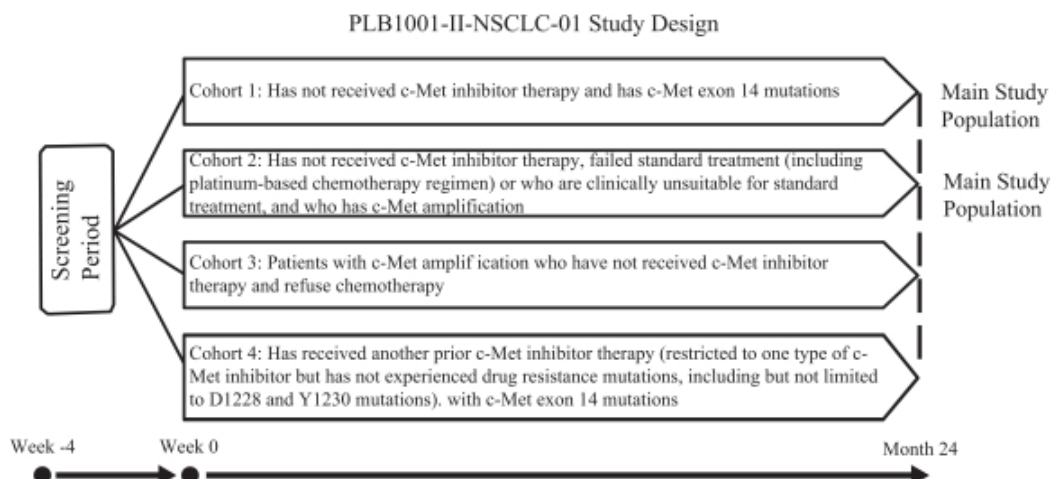 PLB1001-II-NSCLC-01 Study Design
Cohort 1: Has not received c-Met inhibitor therapy and has c-Met exon 14 mutations
Main Study
Population
Cohort 2: Has not received c-Met inhibitor therapy, failed standard treatment (including
platinum-based chemotherapy regimen) or who are clinically unsuitable for standard
treatment, and who has c-Met amplification
Main Study
Population
Screening
Period
Cohort 3: Patients with c-Met amplif ication who have not received c-Met inhibitor
therapy and refuse chemotherapy
Cohort 4: Has received another prior c-Met inhibitor therapy (restricted to one type of c-
Met inhibitor but has not experienced drug resistance mutations, including but not limited
to D1228 and Y1230 mutations). with c-Met exon 14 mutations
Week -4
Week 0
Month 24